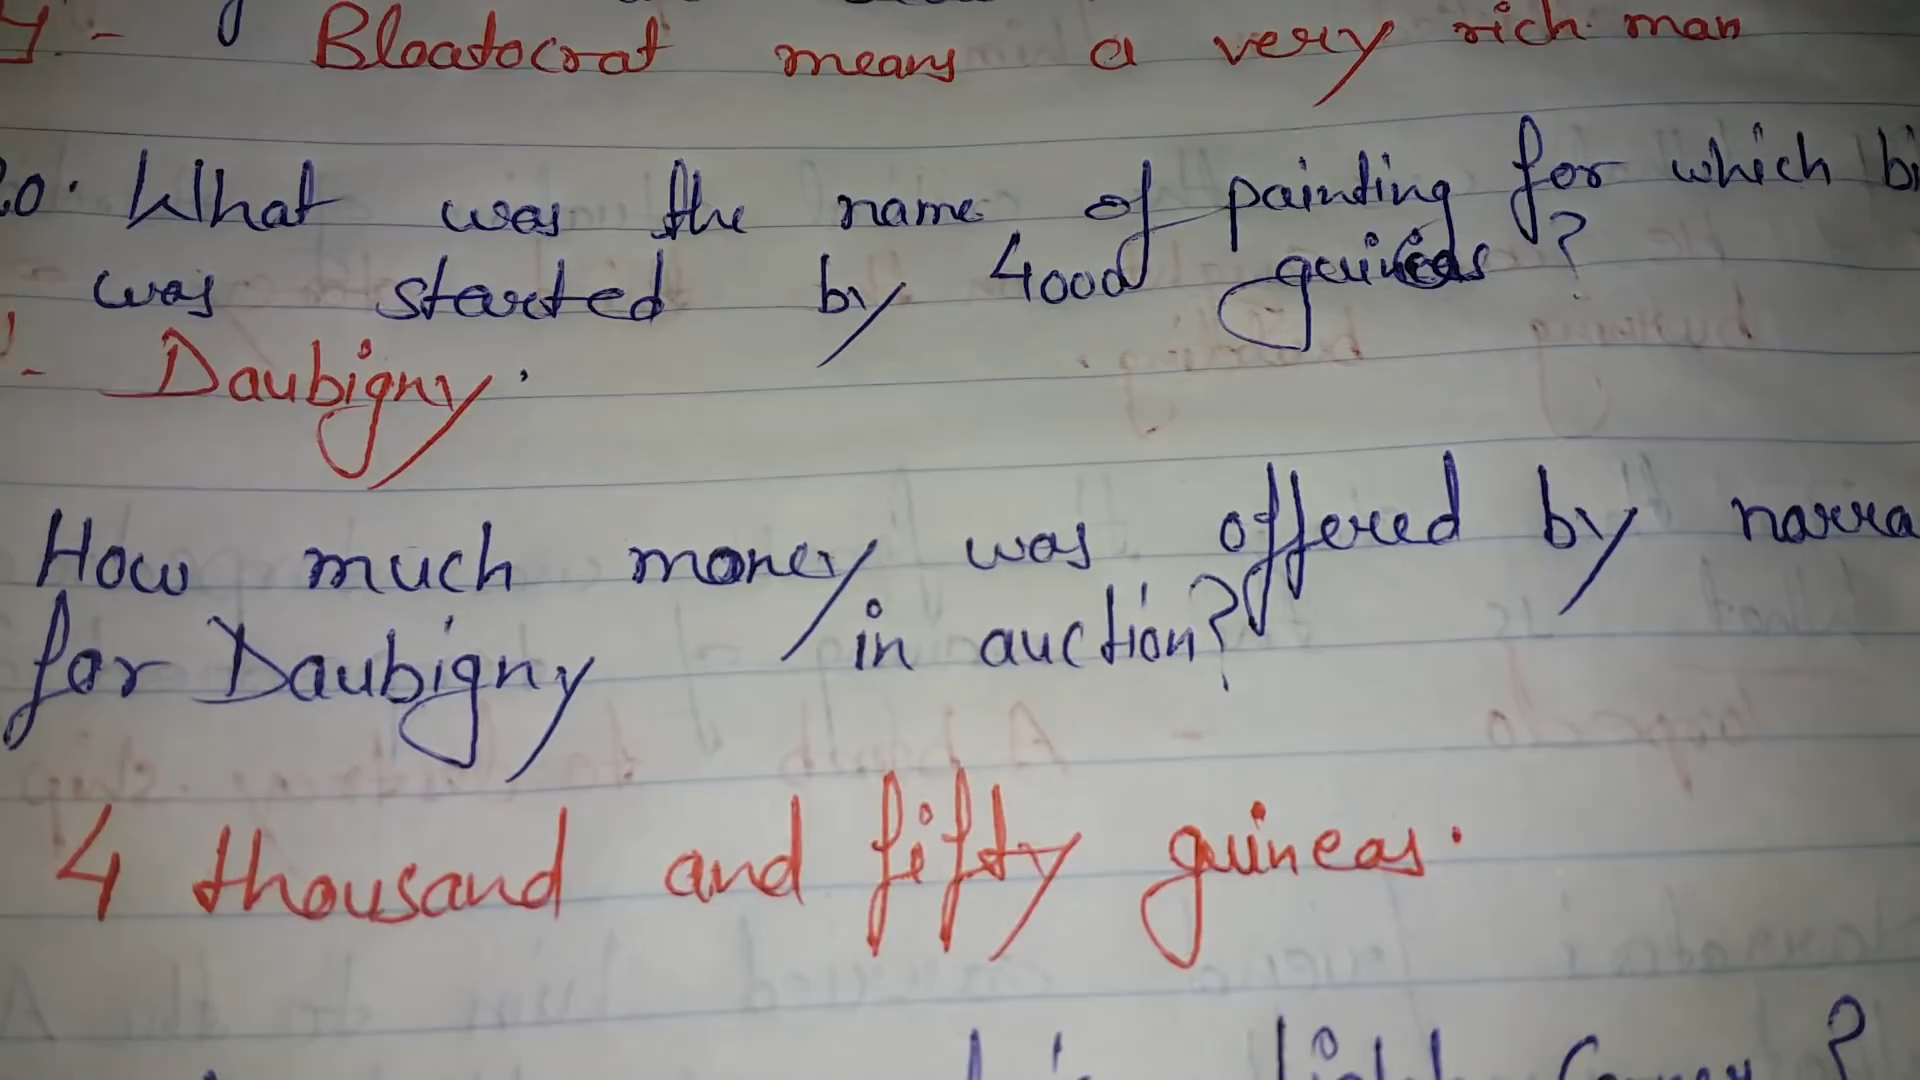 Bloatocrat means a very rich man
What was the name of painting for which
was started by 4000 guineas?
- Daubigny.
How much money was offered by narra
for Daubigny in auction?
4 thousand and fifty guineas.